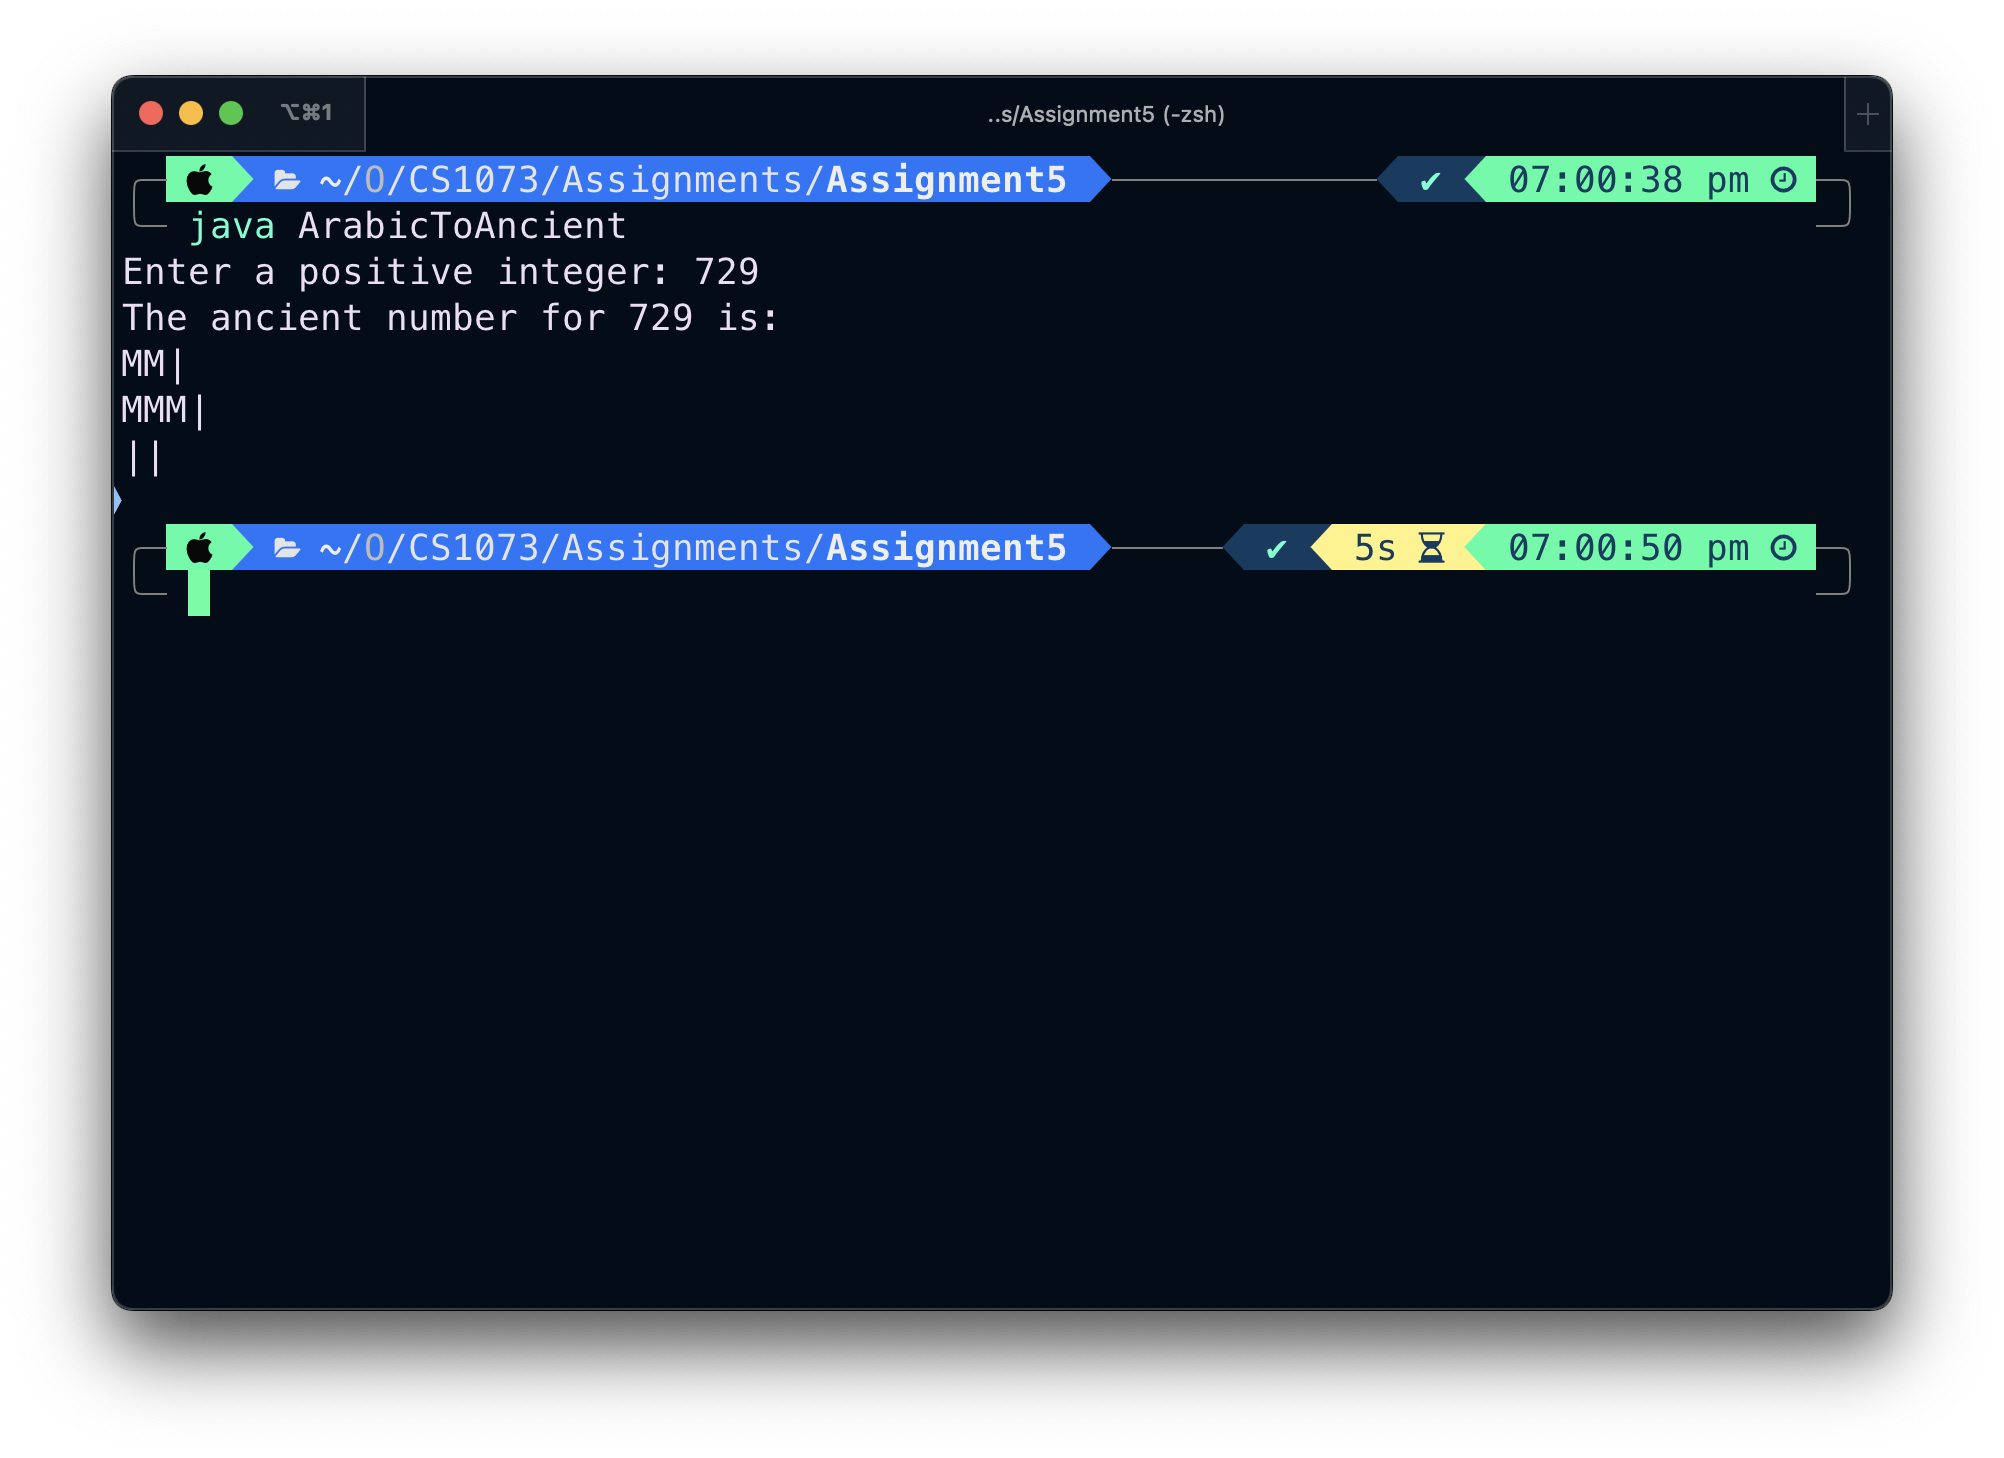 ⌥⌘1
..s/Assignment5 (-zsh)
~/O/CS1073/Assignments/Assignment5 ✔ 07:00:38 pm
java ArabicToAncient
Enter a positive integer: 729
The ancient number for 729 is:
MM|
MMM|
||
~/O/CS1073/Assignments/Assignment5 ✔ 5s 07:00:50 pm